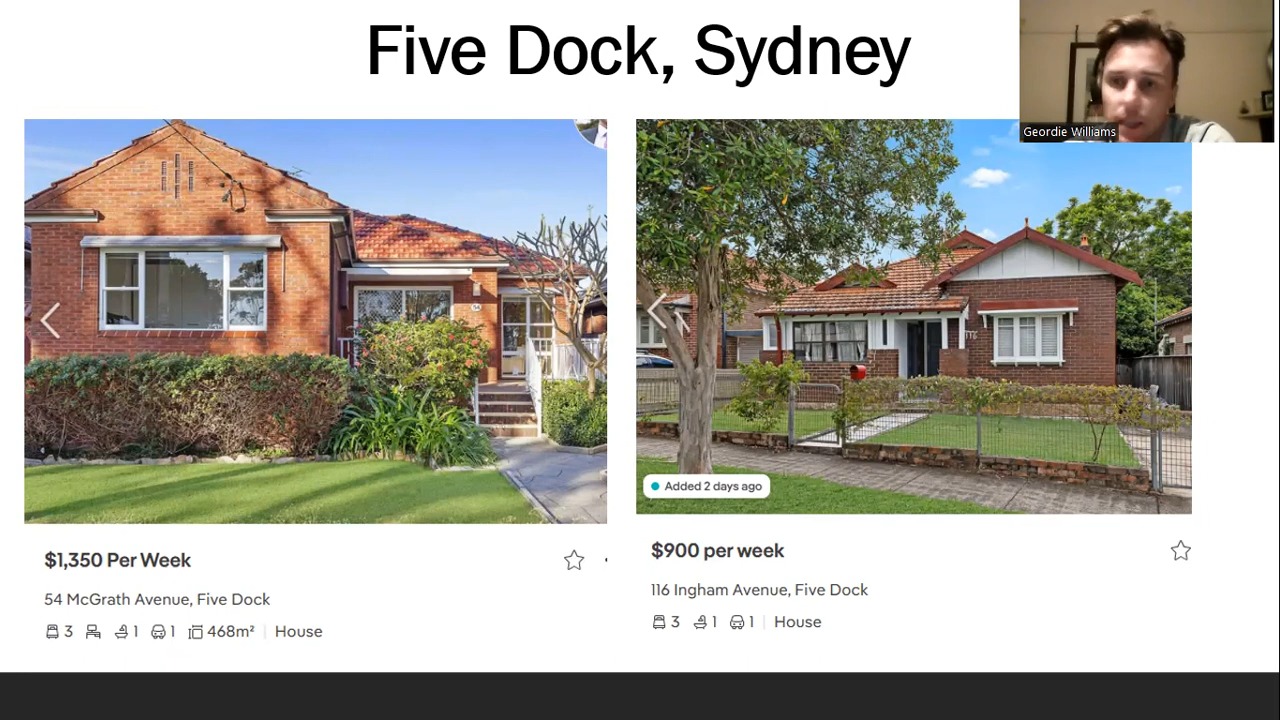 Five Dock, Sydney
Geordie Williams
$1,350 Per Week
54 McGrath Avenue, Five Dock
3 1 1 468m² House
Added 2 days ago
116
$900 per week
116 Ingham Avenue, Five Dock
3 1 1 House